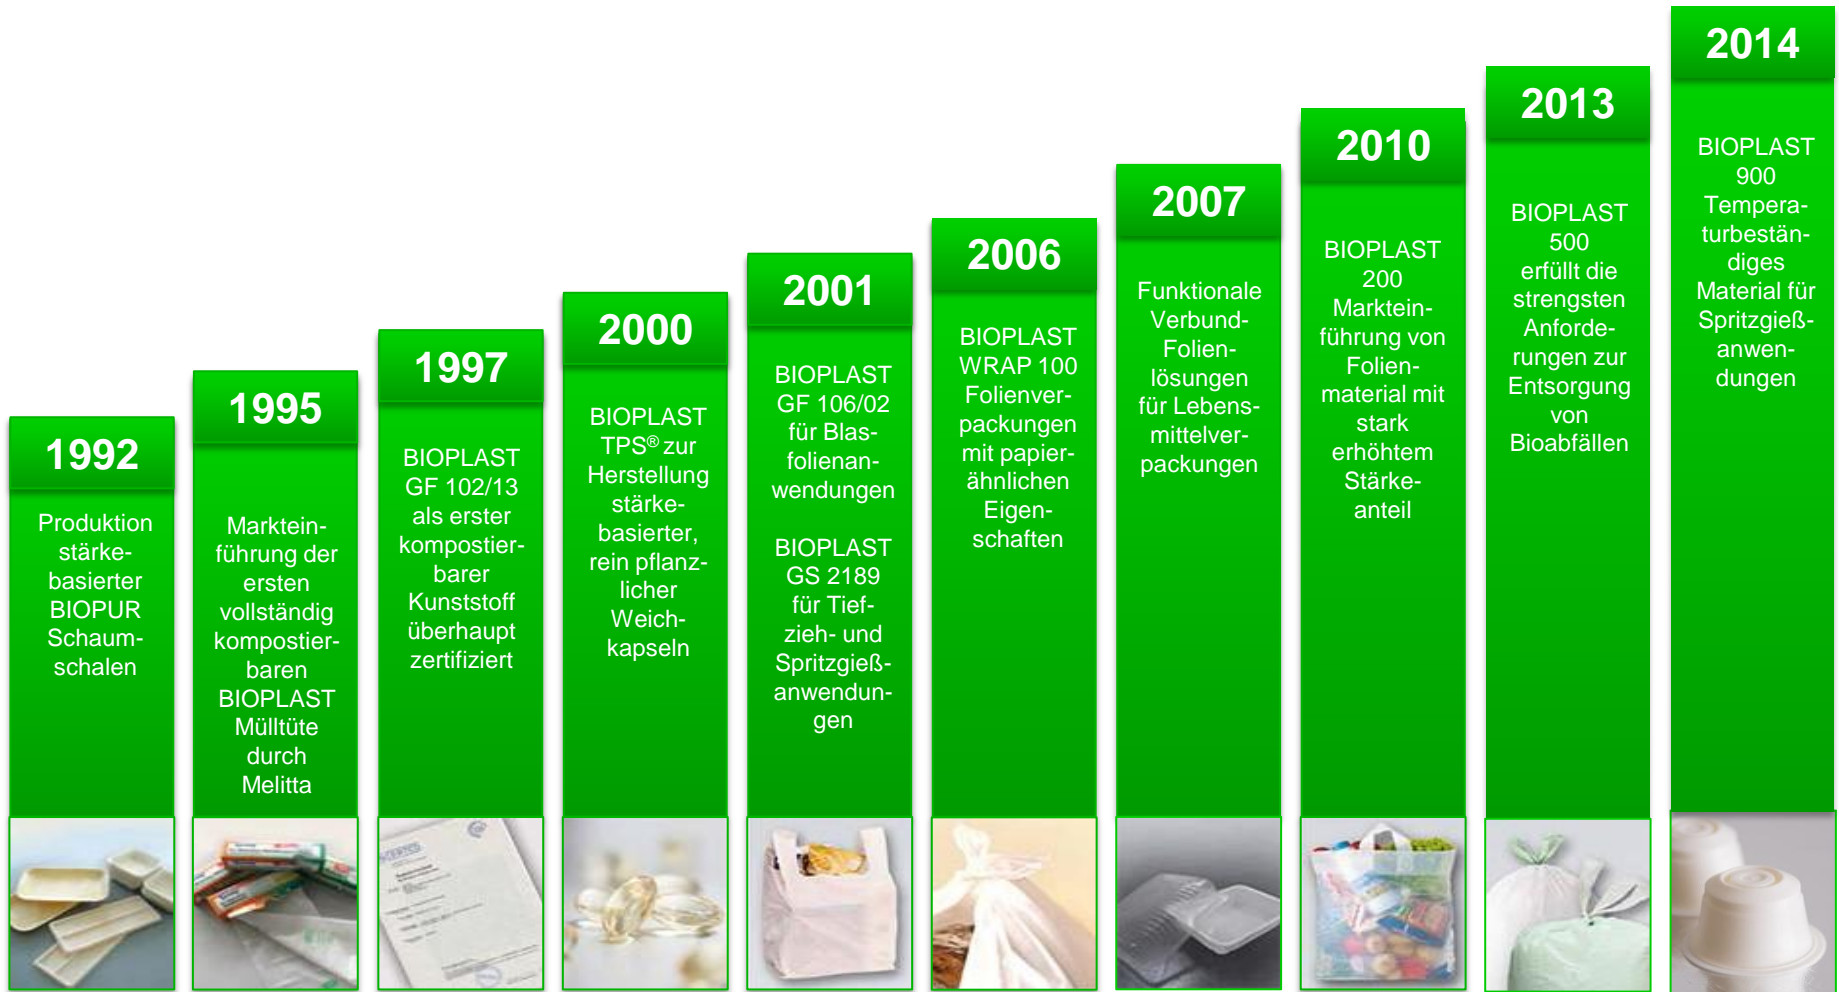 1992
Produktion
stärke-
basierter
BIOPUR
Schaum-
schalen
1995
Marktein-
führung der
ersten
vollständig
kompostier-
baren
BIOPLAST
Mülltüte
durch
Melitta
1997
BIOPLAST
GF 102/13
als erster
kompostier-
barer
Kunststoff
überhaupt
zertifiziert
2000
BIOPLAST
TPS® zur
Herstellung
stärke-
basierter,
rein pflanz-
licher
Weich-
kapseln
2001
BIOPLAST
GF 106/02
für Blas-
folienan-
wendungen
BIOPLAST
GS 2189
für Tief-
zieh- und
Spritzgieß-
anwendun-
gen
2006
BIOPLAST
WRAP 100
Folienver-
packungen
mit papier-
ähnlichen
Eigen-
schaften
2007
Funktionale
Verbund-
Folien-
lösungen
für Lebens-
mittelver-
packungen
2010
BIOPLAST
200
Marktein-
führung von
Folien-
material mit
stark
erhöhtem
Stärke-
anteil
2013
BIOPLAST
500
erfüllt die
strengsten
Anforde-
rungen zur
Entsorgung
von
Bioabfällen
2014
BIOPLAST
900
Tempera-
turbestän-
diges
Material für
Spritzgieß-
anwen-
dungen